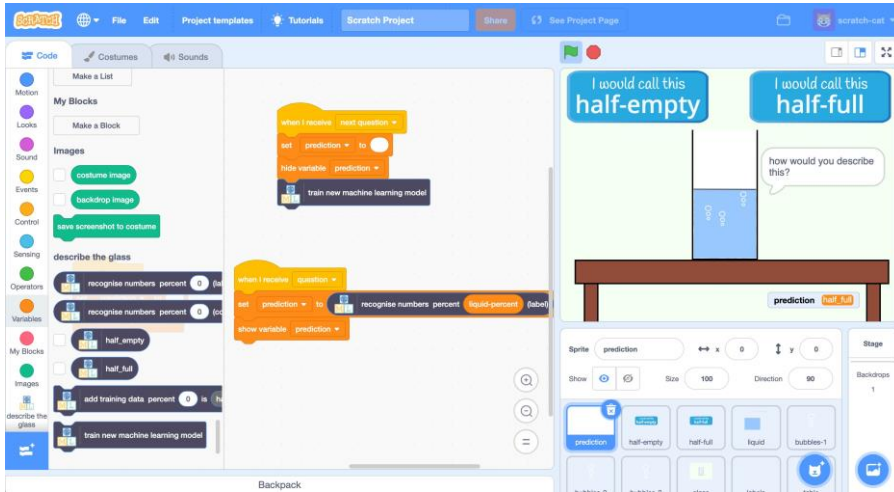 SCRATCH File Edit Project templates Tutorials Scratch Project Share See Project Page scratch-cat
Code Costumes Sounds
Motion
Looks
Sound
Events
Control
Sensing
Operators
Variables
My Blocks
Images
describe the glass
Make a List
My Blocks
Make a Block
Images
costume image
backdrop image
save screenshot to costume
describe the glass
recognise numbers percent 0 (la
recognise numbers percent 0 (co
half_empty
half_full
add training data percent 0 is ha
train new machine learning model
when I receive next question
set prediction to
hide variable prediction
train new machine learning model
when I receive question
set prediction to recognise numbers percent liquid-percent (label)
show variable prediction
Backpack
I would call this
half-empty
I would call this
half-full
how would you describe
this?
prediction half_full
Sprite prediction x 0 y 0
Show Size 100 Direction 90
prediction half-empty half-full liquid bubbles-1
Stage
Backdrops
1